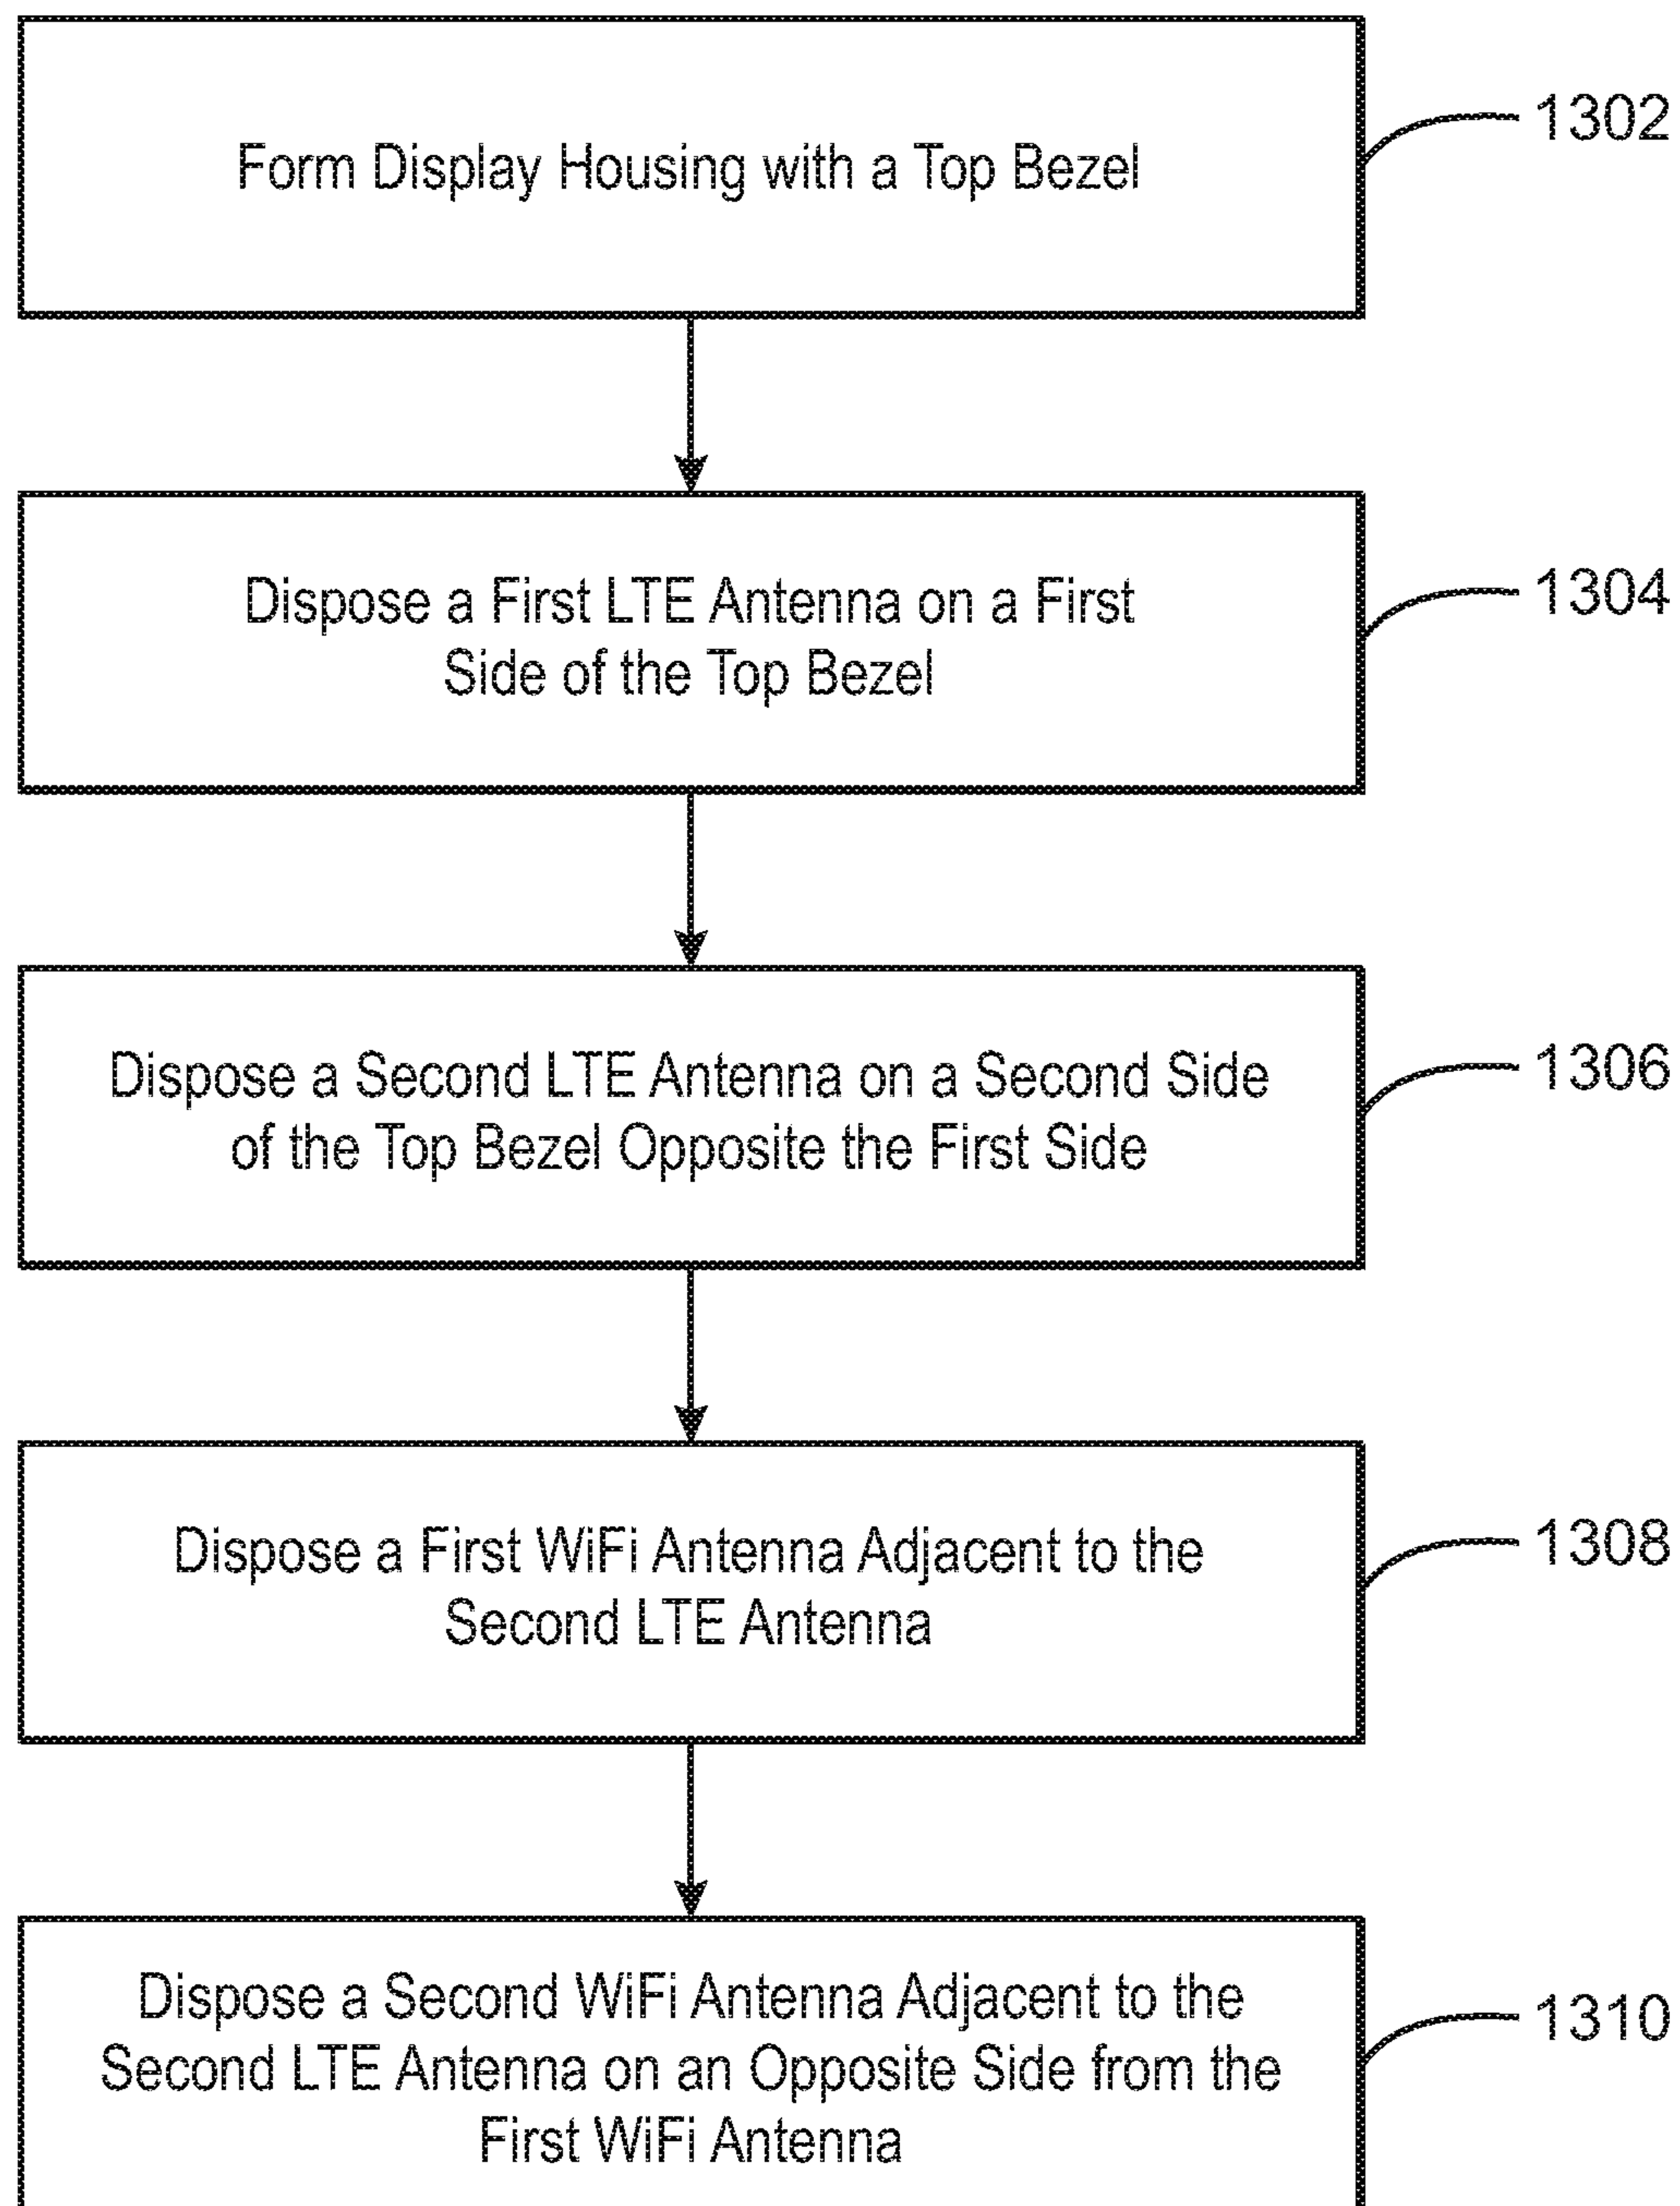 Form Display Housing with a Top Bezel
1302
Dispose a First LTE Antenna on a First
Side of the Top Bezel
1304
Dispose a Second LTE Antenna on a Second Side
of the Top Bezel Opposite the First Side
1306
Dispose a First WiFi Antenna Adjacent to the
Second LTE Antenna
1308
Dispose a Second WiFi Antenna Adjacent to the
Second LTE Antenna on an Opposite Side from the
First WiFi Antenna
1310